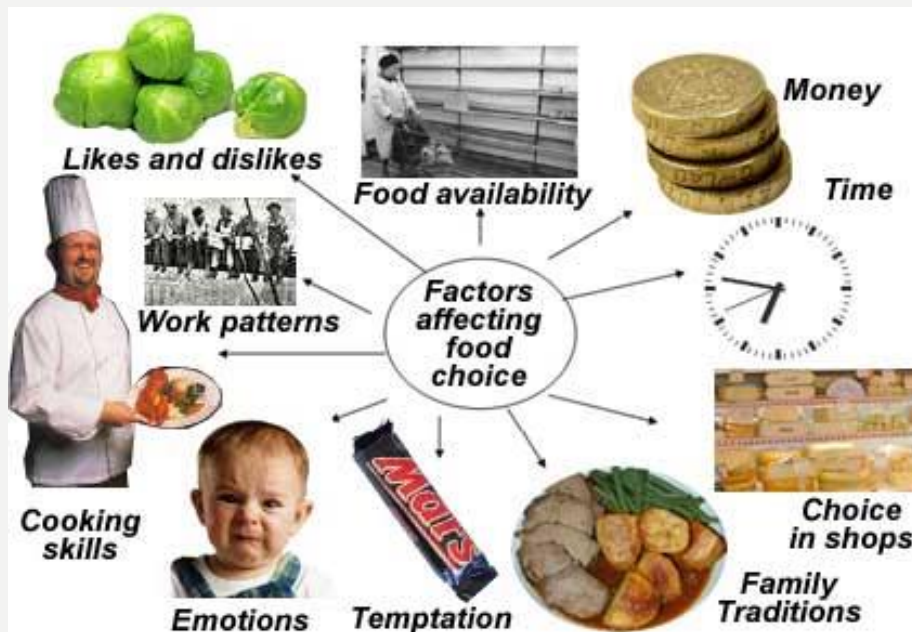 Likes and dislikes
Food availability
Money
Time
Work patterns
Factors
affecting
food
choice
Cooking
skills
Emotions
Mars
Temptation
Family
Traditions
Choice
in shops